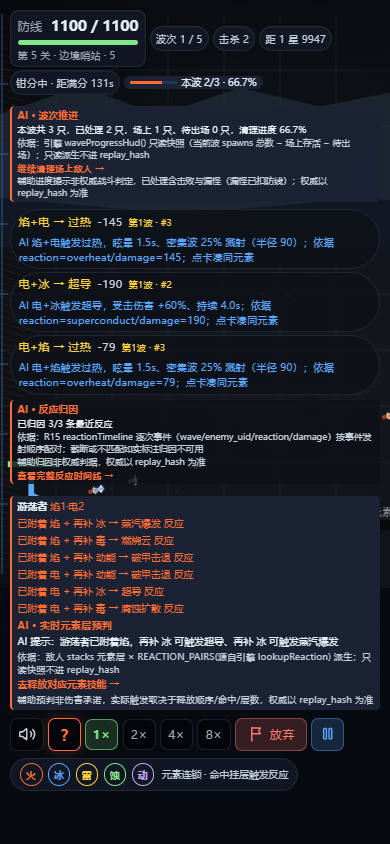 防线 1100 / 1100
第 5 关 · 边境哨站 · 5
波次 1 / 5
击杀 2
距 1 星 9947
钳分中 · 距满分 131s
本波 2/3 · 66.7%
AI • 波次推进
本波共 3 只，已处理 2 只，场上 1 只、待出场 0 只，清理进度 66.7%
依据：引擎 waveProgressHud() 只读快照（当前波 spawns 总数 − 场上存活 − 待出
场）；只读派生不进 replay_hash
继续清理场上敌人 →
辅助进度提示非权威战斗判定，已处理含击败与漏怪（漏怪已扣防线）；权威以
replay_hash 为准
焰+电 → 过热 -145 第1波 · #3
AI 焰+电触发过热，眩晕 1.5s、密集波 25% 溅射（半径 90）；依据
reaction=overheat/damage=145；点卡凑同元素
电+冰 → 超导 -190 第1波 · #2
AI 电+冰触发超导，受击伤害 +60%、持续 4.0s；依据
reaction=superconduct/damage=190；点卡凑同元素
电+焰 → 过热 -79 第1波 · #3
AI 电+焰触发过热，眩晕 1.5s、密集波 25% 溅射（半径 90）；依据
reaction=overheat/damage=79；点卡凑同元素
AI • 反应归因
已归因 3/3 条最近反应
依据：R15 reactionTimeline 逐次事件（wave/enemy_uid/reaction/damage）按事件发
射顺序配对；截断或不匹配如实标注归因不可用
辅助归因非权威判据，权威以 replay_hash 为准
查看完整反应时间线 →
游荡者 焰1·电2
已附着 焰 + 再补 冰 → 蒸汽爆发 反应
已附着 焰 + 再补 毒 → 燃烧云 反应
已附着 焰 + 再补 动能 → 破甲击退 反应
已附着 电 + 再补 动能 → 破甲击退 反应
已附着 电 + 再补 冰 → 超导 反应
已附着 电 + 再补 毒 → 腐蚀扩散 反应
AI • 实时元素层预判
AI 提示：游荡者已附着焰，再补 冰 可触发超导、再补 冰 可触发蒸汽爆发
依据：敌人 stacks 元素层 × REACTION_PAIRS(源自引擎 lookupReaction) 派生；只
读快照不进 replay_hash
去释放对应元素技能 →
辅助预判非伤害承诺，实际触发取决于释放顺序/命中/层数，权威以 replay_hash 为准
?
1×
2×
4×
8×
放弃
火
冰
雷
蚀
动
元素连锁 · 命中挂层触发反应